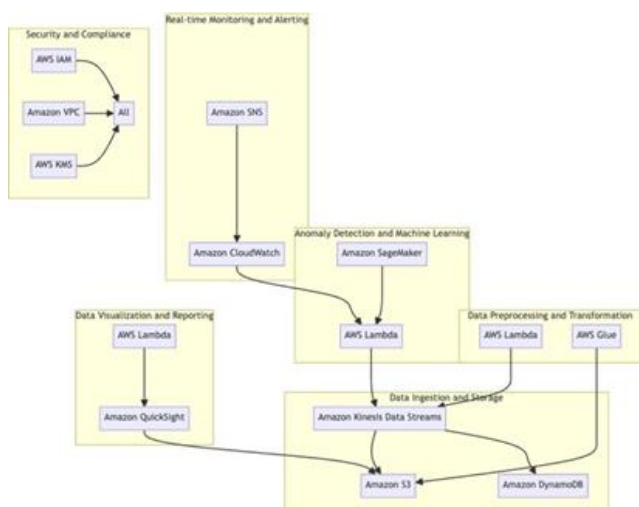 Security and Compliance
AWS IAM
Amazon VPC
All
AWS KMS
Real-time Monitoring and Alerting
Amazon SNS
Amazon CloudWatch
Anomaly Detection and Machine Learning
Amazon SageMaker
AWS Lambda
Data Visualization and Reporting
AWS Lambda
Amazon QuickSight
Data Preprocessing and Transformation
AWS Lambda
AWS Glue
Data Ingestion and Storage
Amazon Kinesis Data Streams
Amazon S3
Amazon DynamoDB